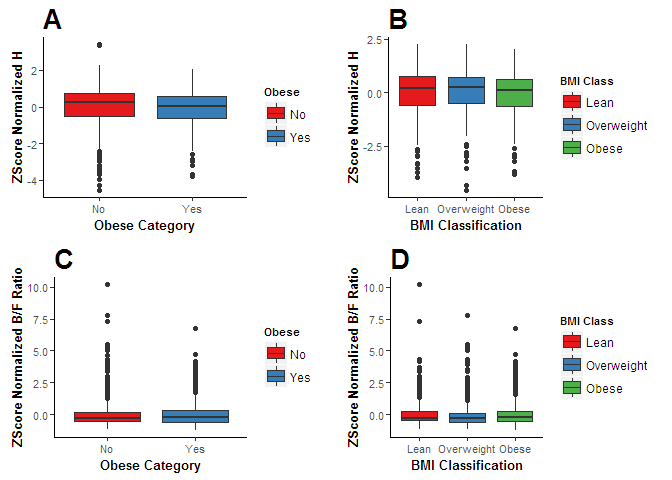 A
ZScore Normalized H
2
0
-2
-4
No
Yes
Obese Category
Obese
No
Yes
B
ZScore Normalized H
2.5
0.0
-2.5
Lean Overweight Obese
BMI Classification
BMI Class
Lean
Overweight
Obese
C
ZScore Normalized B/F Ratio
10.0
7.5
5.0
2.5
0.0
No
Yes
Obese Category
Obese
No
Yes
D
ZScore Normalized B/F Ratio
10.0
7.5
5.0
2.5
0.0
Lean Overweight Obese
BMI Classification
BMI Class
Lean
Overweight
Obese